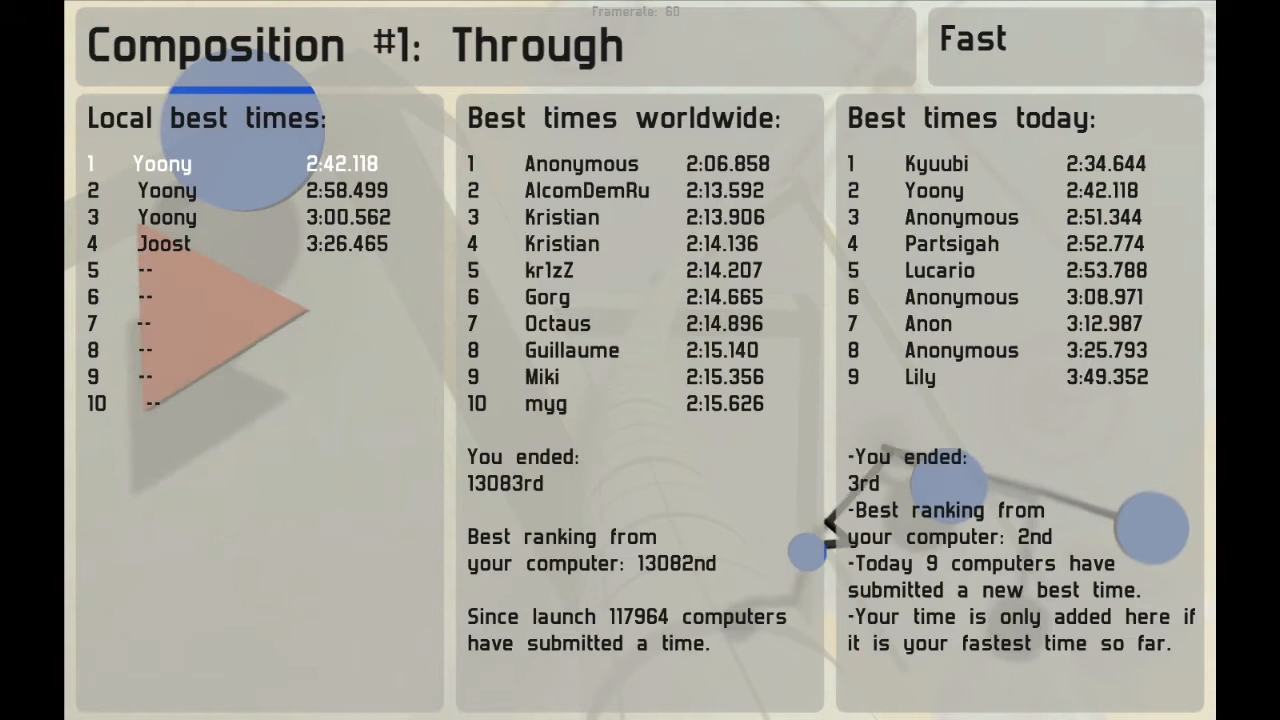 Framerate: 60
Composition #1: Through
Fast
Local best times:
1 Yoony 2:42.118
2 Yoony 2:58.499
3 Yoony 3:00.562
4 Joost 3:26.465
5 --
6 --
7 --
8 --
9 --
10 --
Best times worldwide:
1 Anonymous 2:06.858
2 AlcomDemRu 2:13.592
3 Kristian 2:13.906
4 Kristian 2:14.136
5 kr1zZ 2:14.207
6 Gorg 2:14.665
7 Octaus 2:14.896
8 Guillaume 2:15.140
9 Miki 2:15.356
10 myg 2:15.626
You ended:
13083rd
Best ranking from
your computer: 13082nd
Since launch 117964 computers
have submitted a time.
Best times today:
1 Kyuubi 2:34.644
2 Yoony 2:42.118
3 Anonymous 2:51.344
4 Partsigah 2:52.774
5 Lucario 2:53.788
6 Anonymous 3:08.971
7 Anon 3:12.987
8 Anonymous 3:25.793
9 Lily 3:49.352
-You ended:
3rd
-Best ranking from
your computer: 2nd
-Today 9 computers have
submitted a new best time.
-Your time is only added here if
it is your fastest time so far.